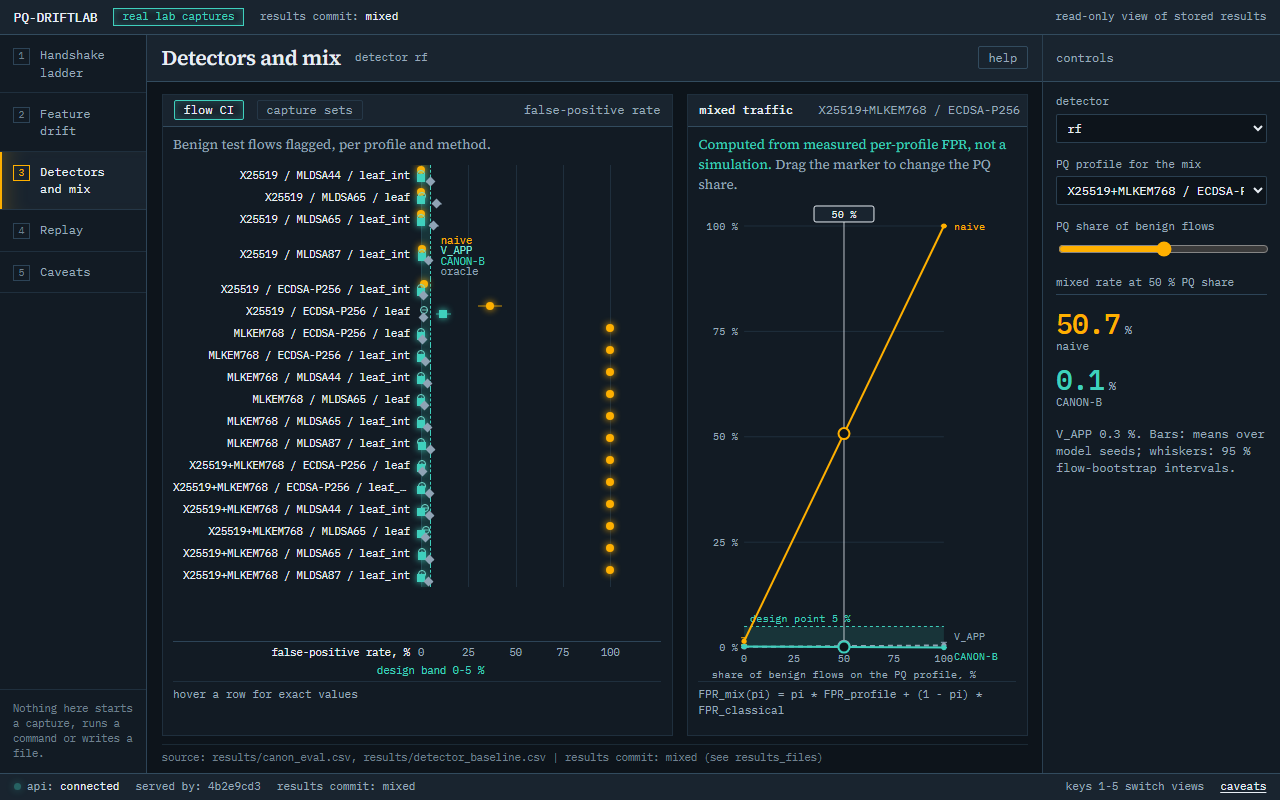 PQ-DRIFTLAB real lab captures results commit: mixed read-only view of stored results
1 Handshake
ladder
2 Feature
drift
3 Detectors
and mix
4 Replay
5 Caveats
Nothing here starts
a capture, runs a
command or writes a
file.
Detectors and mix detector rf help
flow CI capture sets false-positive rate
Benign test flows flagged, per profile and method.
X25519 / MLDSA44 / leaf_int
X25519 / MLDSA65 / leaf
X25519 / MLDSA65 / leaf_int
naive
V_APP
X25519 / MLDSA87 / leaf_int
CANON-B
oracle
X25519 / ECDSA-P256 / leaf_int
X25519 / ECDSA-P256 / leaf
MLKEM768 / ECDSA-P256 / leaf
MLKEM768 / ECDSA-P256 / leaf_int
MLKEM768 / MLDSA44 / leaf_int
MLKEM768 / MLDSA65 / leaf
MLKEM768 / MLDSA65 / leaf_int
MLKEM768 / MLDSA87 / leaf_int
X25519+MLKEM768 / ECDSA-P256 / leaf
X25519+MLKEM768 / ECDSA-P256 / leaf_…
X25519+MLKEM768 / MLDSA44 / leaf_int
X25519+MLKEM768 / MLDSA65 / leaf
X25519+MLKEM768 / MLDSA65 / leaf_int
X25519+MLKEM768 / MLDSA87 / leaf_int
false-positive rate, % 0 25 50 75 100
design band 0-5 %
hover a row for exact values
mixed traffic X25519+MLKEM768 / ECDSA-P256
Computed from measured per-profile FPR, not a
simulation. Drag the marker to change the PQ
share.
50 %
100 % naive
75 %
50 %
25 %
design point 5 %
V_APP
0 %
CANON-B
0 25 50 75 100
share of benign flows on the PQ profile, %
FPR_mix(pi) = pi * FPR_profile + (1 - pi) *
FPR_classical
source: results/canon_eval.csv, results/detector_baseline.csv | results commit: mixed (see results_files)
controls
detector
rf
PQ profile for the mix
X25519+MLKEM768 / ECDSA-F
PQ share of benign flows
mixed rate at 50 % PQ share
50.7 %
naive
0.1 %
CANON-B
V_APP 0.3 %. Bars: means over
model seeds; whiskers: 95 %
flow-bootstrap intervals.
api: connected served by: 4b2e9cd3 results commit: mixed keys 1-5 switch views caveats